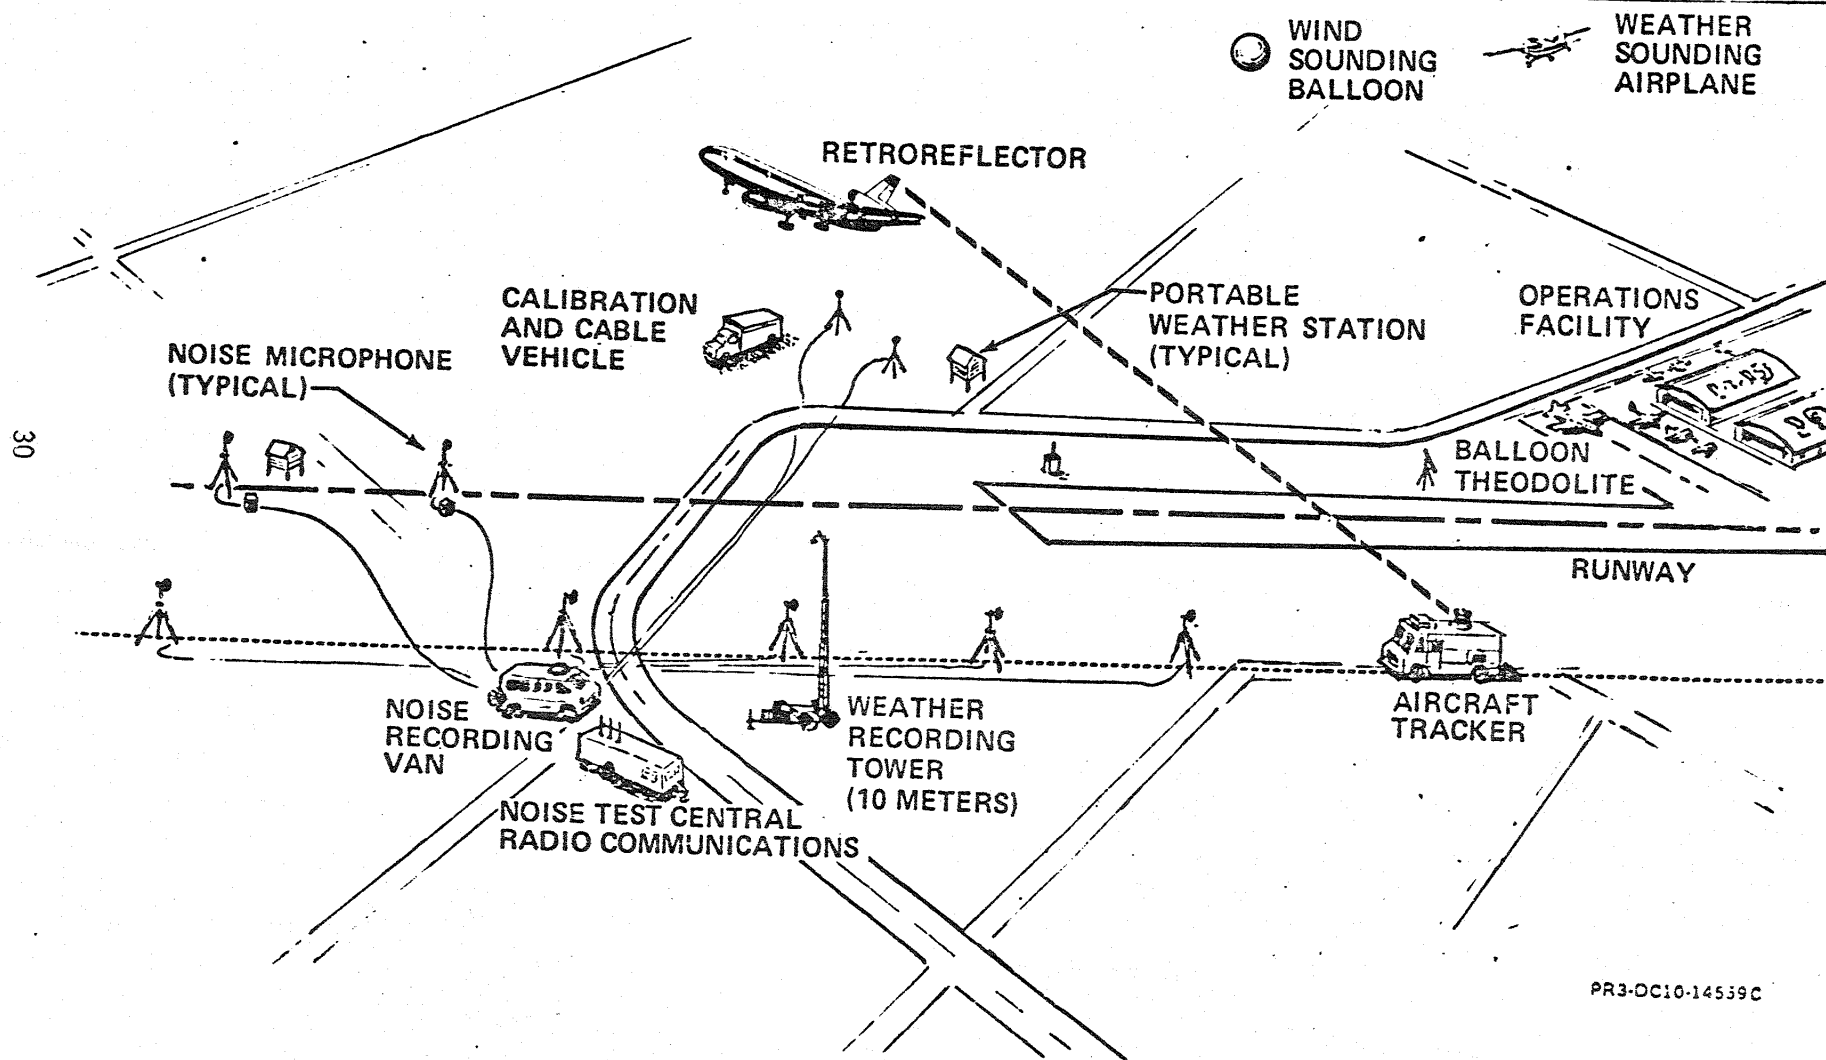 WIND
SOUNDING
BALLOON
WEATHER
SOUNDING
AIRPLANE
RETROREFLECTOR
CALIBRATION
AND CABLE
VEHICLE
PORTABLE
WEATHER STATION
(TYPICAL)
OPERATIONS
FACILITY
NOISE MICROPHONE
(TYPICAL)
30
BALLOON
THEODOLITE
RUNWAY
NOISE
RECORDING
VAN
WEATHER
RECORDING
TOWER
(10 METERS)
AIRCRAFT
TRACKER
NOISE TEST CENTRAL
RADIO COMMUNICATIONS
PR3-DC10-14559C